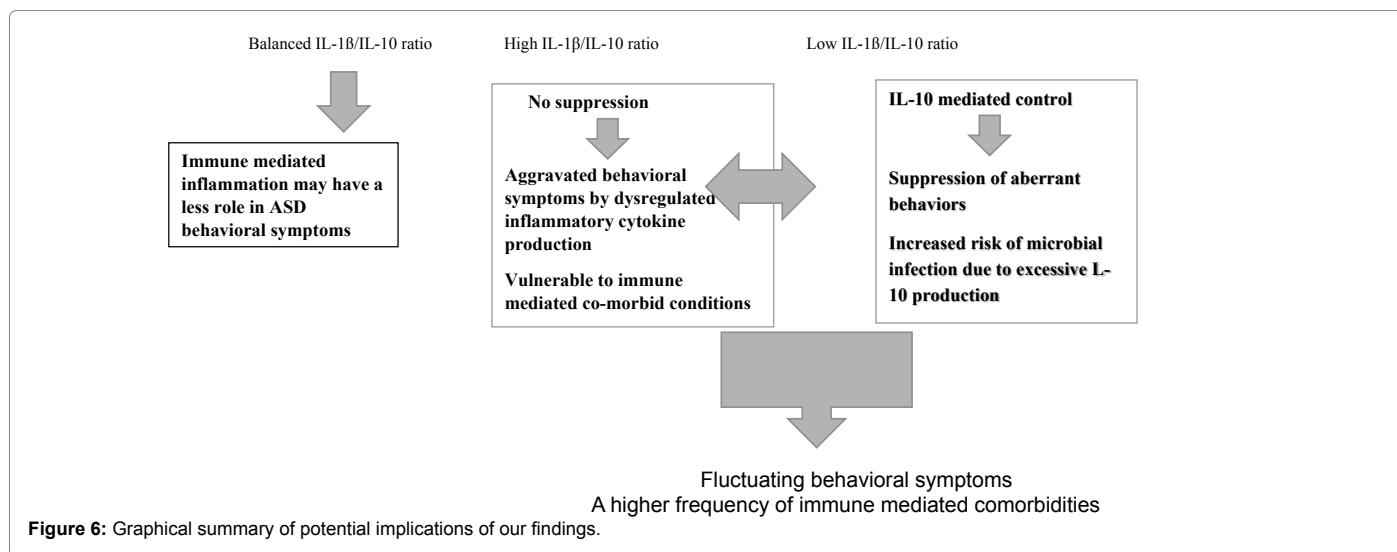 Balanced IL-1ß/IL-10 ratio
High IL-1β/IL-10 ratio
Low IL-1ß/IL-10 ratio
Immune mediated
inflammation may have a
less role in ASD
behavioral symptoms
No suppression
Aggravated behavioral
symptoms by dysregulated
inflammatory cytokine
production
Vulnerable to immune
mediated co-morbid conditions
IL-10 mediated control
Suppression of aberrant
behaviors
Increased risk of microbial
infection due to excessive L-
10 production
Fluctuating behavioral symptoms
A higher frequency of immune mediated comorbidities
Figure 6: Graphical summary of potential implications of our findings.